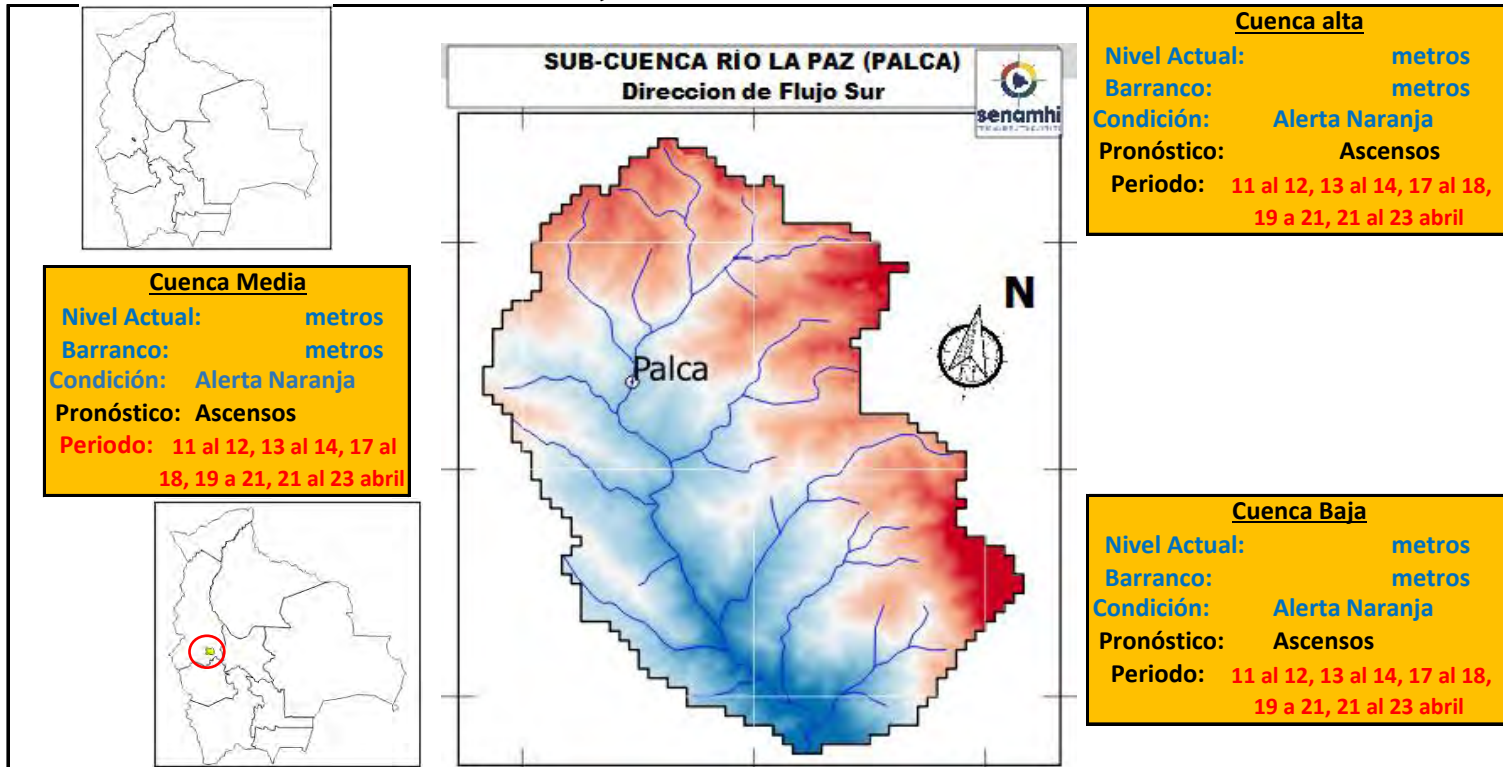 SUB-CUENCA RÍO LA PAZ (PALCA)
Direccion de Flujo Sur
senamhi
N
Palca
Cuenca alta
Nivel Actual: metros
Barranco: metros
Condición: Alerta Naranja
Pronóstico: Ascensos
Periodo: 11 al 12, 13 al 14, 17 al 18,
19 a 21, 21 al 23 abril
Cuenca Media
Nivel Actual: metros
Barranco: metros
Condición: Alerta Naranja
Pronóstico: Ascensos
Periodo: 11 al 12, 13 al 14, 17 al
18, 19 a 21, 21 al 23 abril
Cuenca Baja
Nivel Actual: metros
Barranco: metros
Condición: Alerta Naranja
Pronóstico: Ascensos
Periodo: 11 al 12, 13 al 14, 17 al 18,
19 a 21, 21 al 23 abril